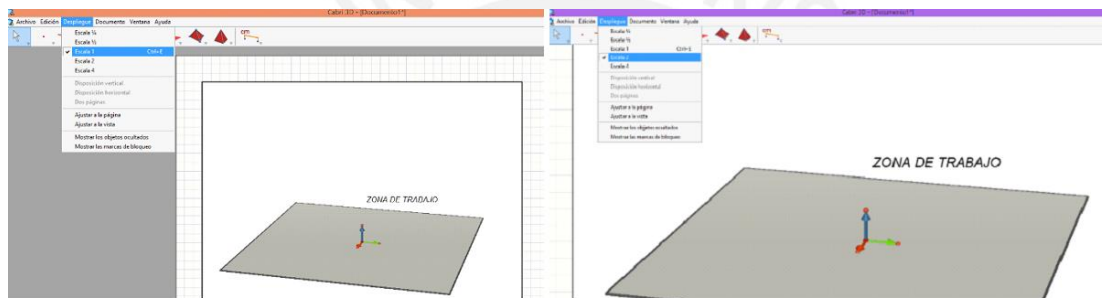 Cabri 3D - [Documento1*]
Archivo Edición Despliegue Documento Ventana Ayuda
cm
Escala ¼
Escala ½
✓ Escala 1 Ctrl+E
Escala 2
Escala 4
Disposición vertical
Disposición horizontal
Dos páginas
Ajustar a la página
Ajustar a la vista
Mostrar los objetos ocultados
Mostrar las marcas de bloqueo
ZONA DE TRABAJO
Cabri 3D - [Documento1*]
Archivo Edición Despliegue Documento Ventana Ayuda
cm
Escala ¼
Escala ½
Escala 1 Ctrl+E
✓ Escala 2
Escala 4
Disposición vertical
Disposición horizontal
Dos páginas
Ajustar a la página
Ajustar a la vista
Mostrar los objetos ocultados
Mostrar las marcas de bloqueo
ZONA DE TRABAJO